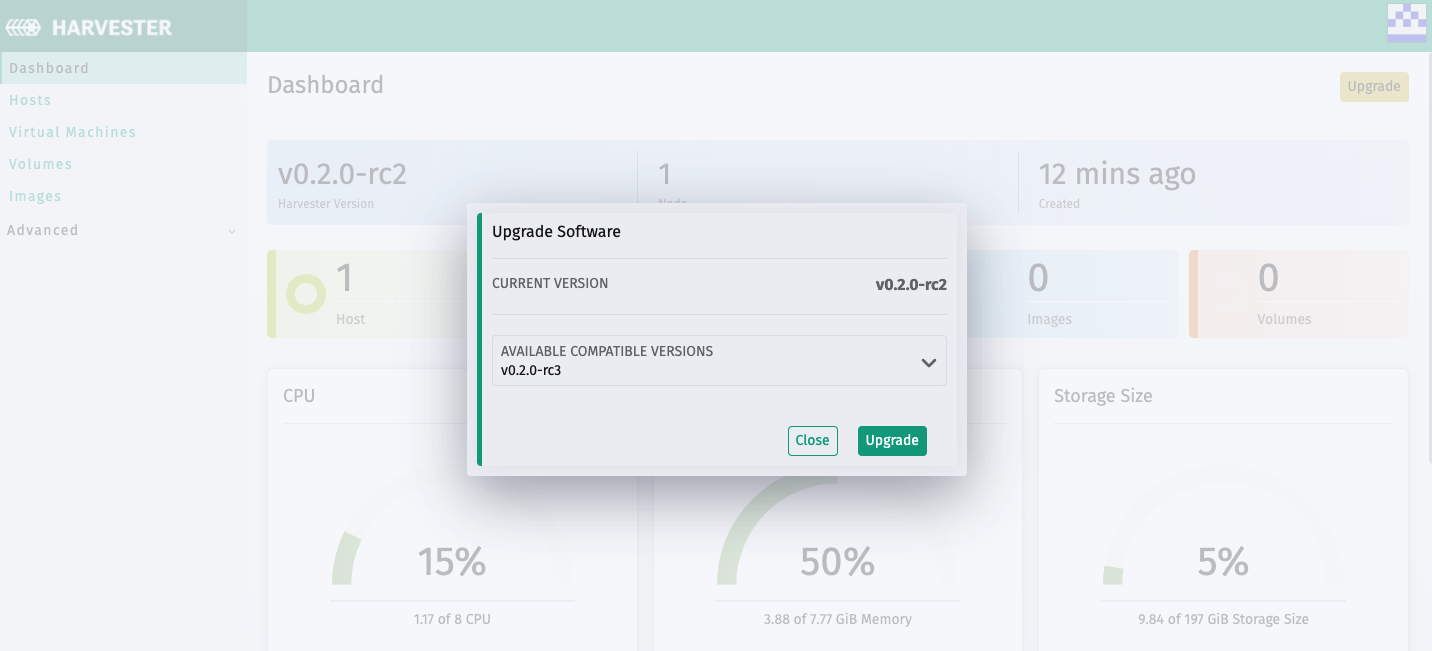 HARVESTER
Dashboard
Hosts
Virtual Machines
Volumes
Images
Advanced
Dashboard
Upgrade
v0.2.0-rc2
Harvester Version
1
Node
12 mins ago
Created
1
Host
0
Images
0
Volumes
Upgrade Software
CURRENT VERSION v0.2.0-rc2
AVAILABLE COMPATIBLE VERSIONS
v0.2.0-rc3
Close Upgrade
CPU
15%
1.17 of 8 CPU
50%
3.88 of 7.77 GiB Memory
Storage Size
5%
9.84 of 197 GiB Storage Size